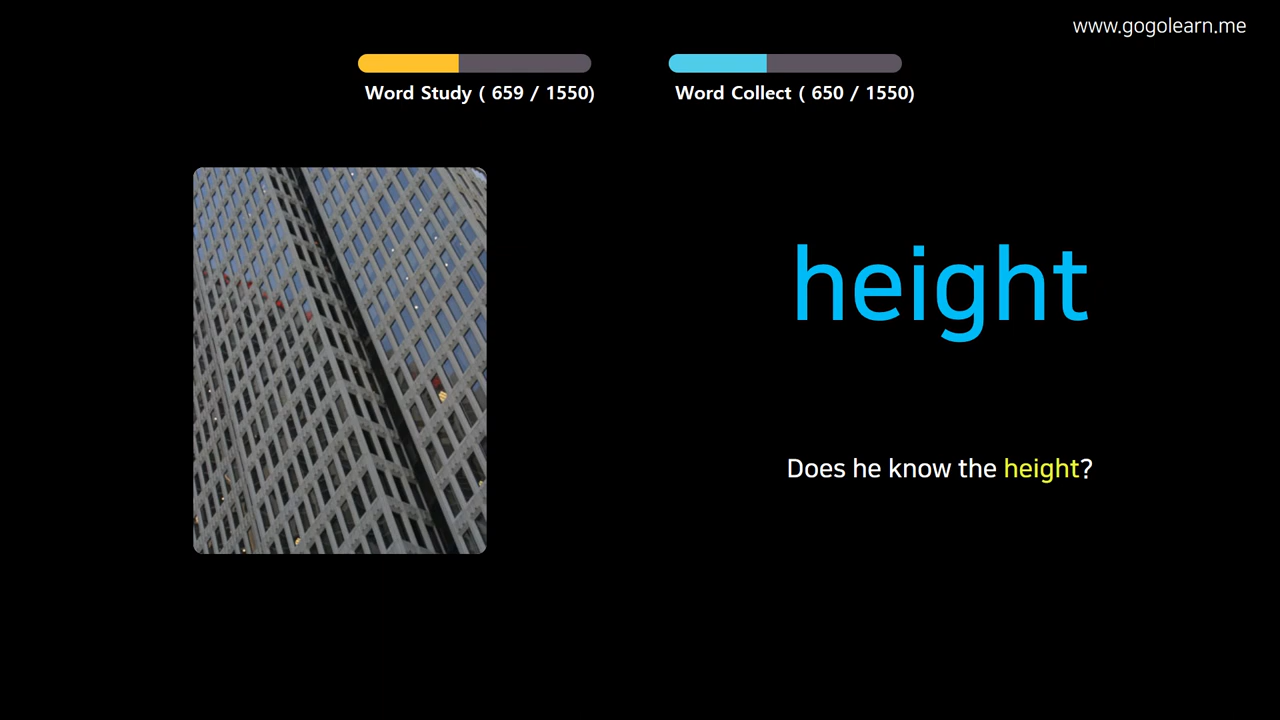 www.gogolearn.me
Word Study ( 659 / 1550)
Word Collect ( 650 / 1550)
height
Does he know the height?